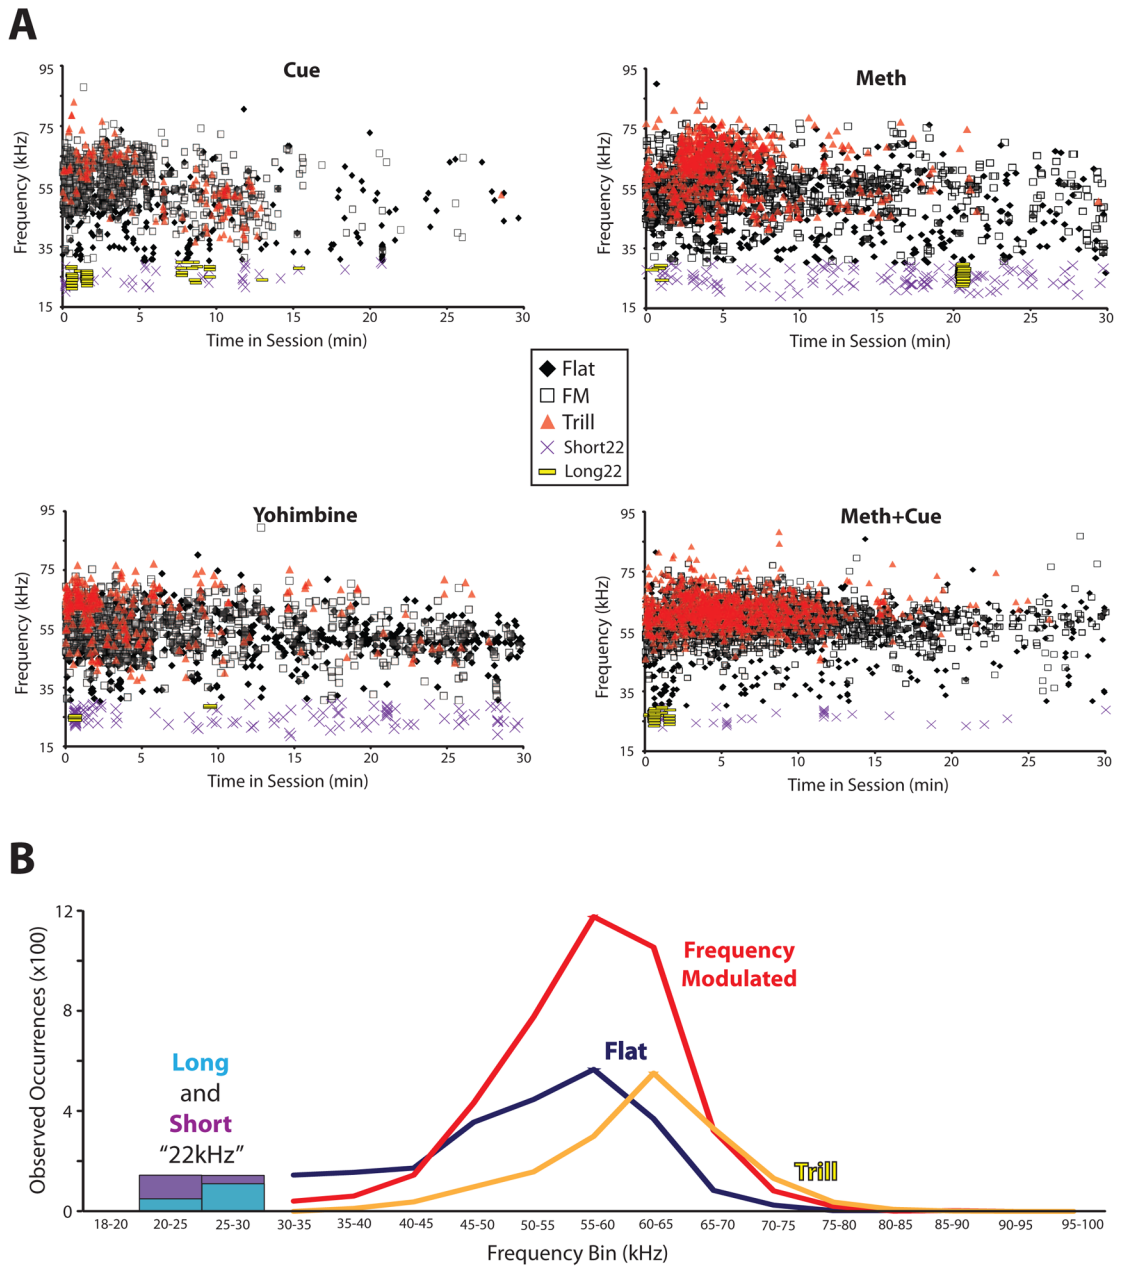 A
Cue
95
75
55
35
15
Frequency (kHz)
0 5 10 15 20 25 30
Time in Session (min)
Meth
95
75
55
35
15
Frequency (kHz)
0 5 10 15 20 25 30
Time in Session (min)
Flat
FM
Trill
Short22
Long22
Yohimbine
95
75
55
35
15
Frequency (kHz)
0 5 10 15 20 25 30
Time in Session (min)
Meth+Cue
95
75
55
35
15
Frequency (kHz)
0 5 10 15 20 25 30
Time in Session (min)
B
12
8
4
0
Observed Occurrences (x100)
Frequency
Modulated
Flat
Long
and
Short
“22kHz”
Trill
18-20 20-25 25-30 30-35 35-40 40-45 45-50 50-55 55-60 60-65 65-70 70-75 75-80 80-85 85-90 90-95 95-100
Frequency Bin (kHz)